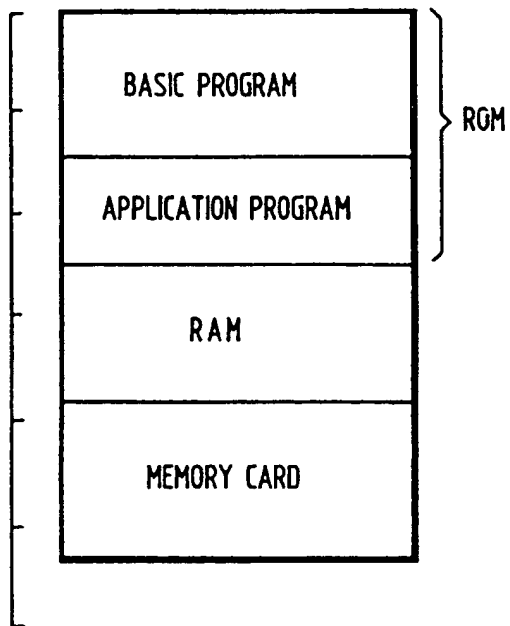 BASIC PROGRAM
ROM
APPLICATION PROGRAM
RAM
MEMORY CARD